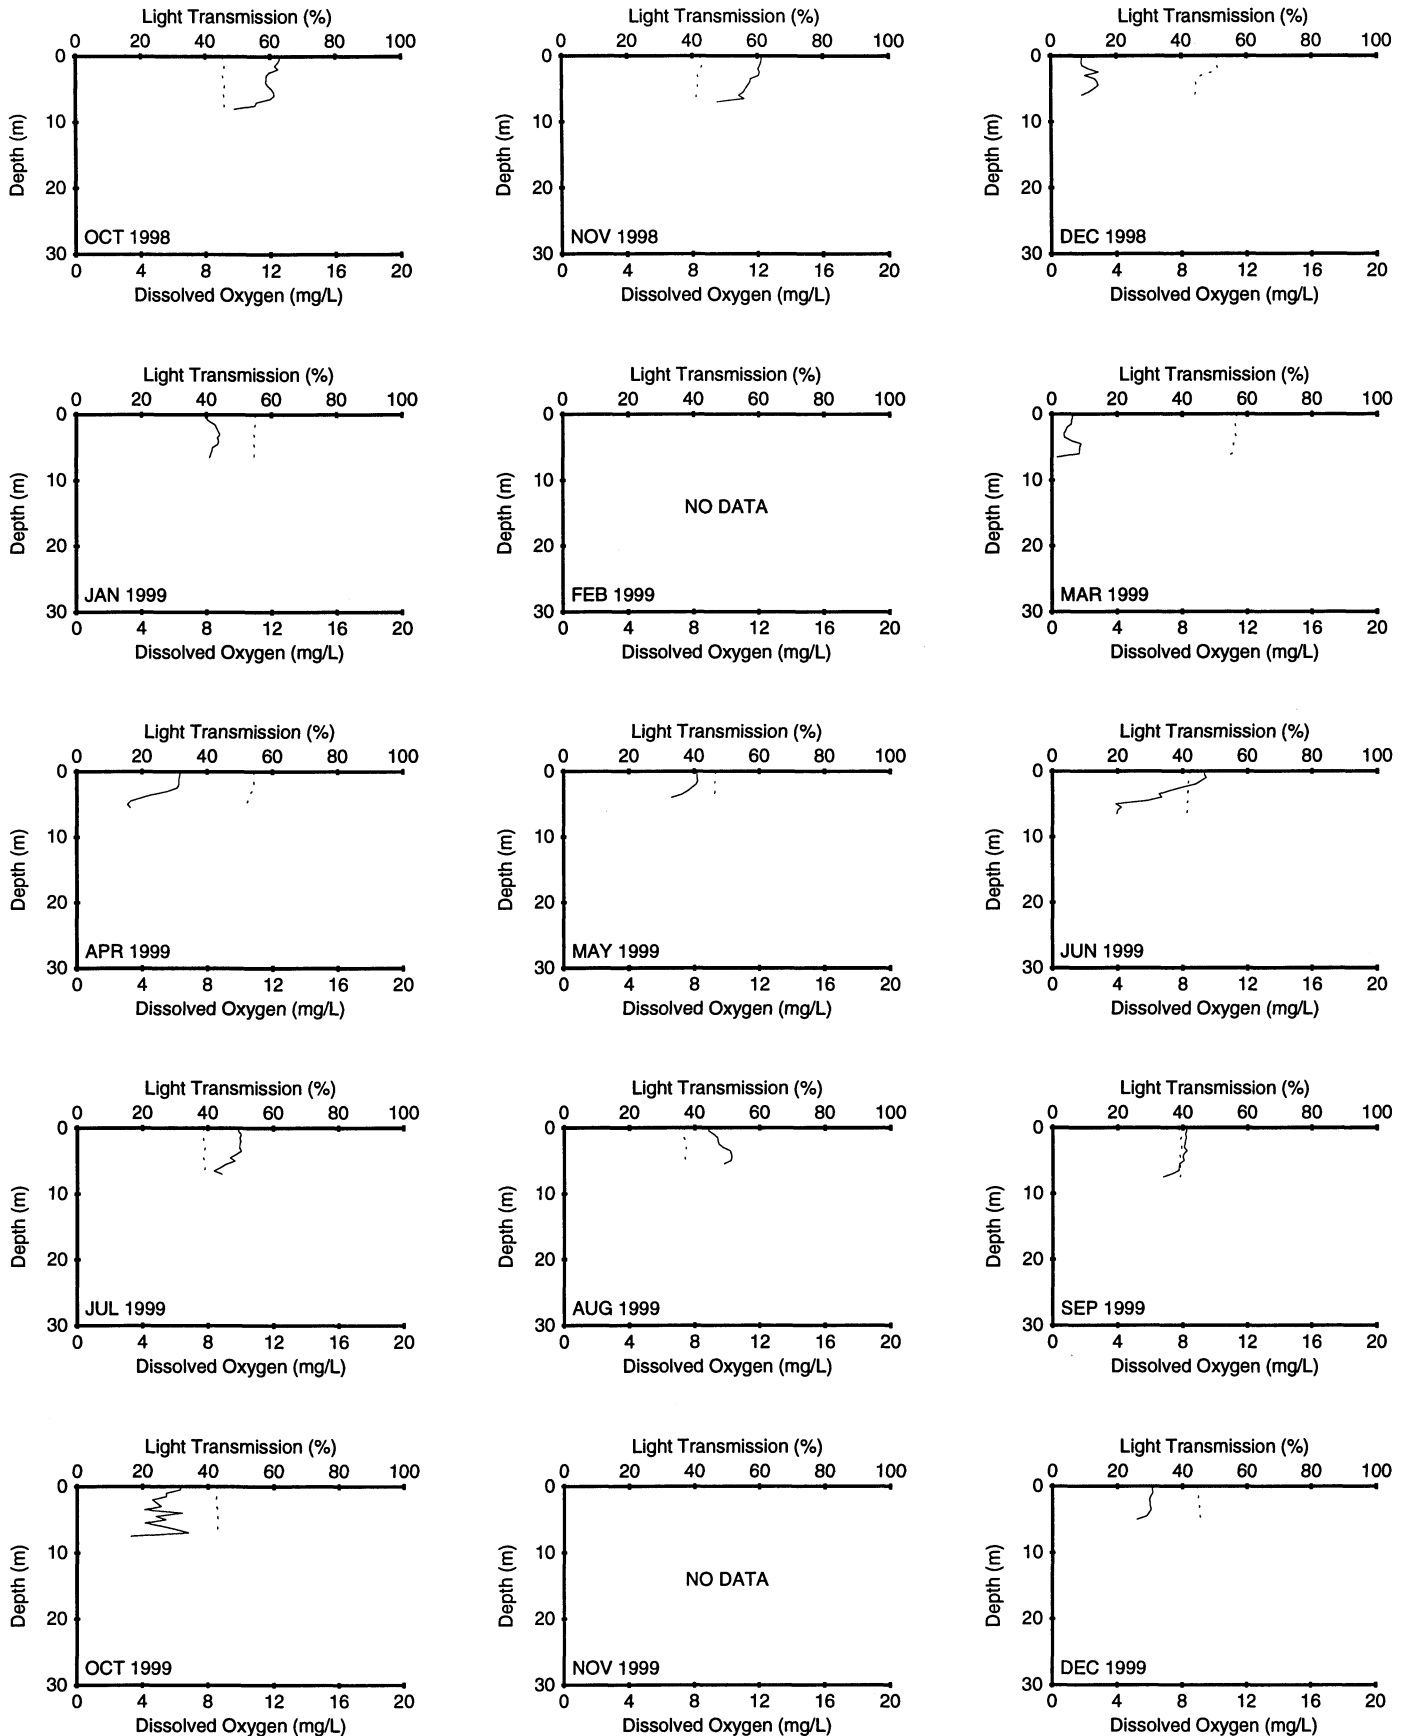 Light Transmission (%) Light Transmission (%) Light Transmission (%)
0 20 40 60 80 100 0 20 40 60 80 100 0 20 40 60 80 100
0 0 0
10 10 10
Depth (m) Depth (m) Depth (m)
20 20 20
OCT 1998 NOV 1998 DEC 1998
30 30 30
0 4 8 12 16 20 0 4 8 12 16 20 0 4 8 12 16 20
Dissolved Oxygen (mg/L) Dissolved Oxygen (mg/L) Dissolved Oxygen (mg/L)
Light Transmission (%) Light Transmission (%) Light Transmission (%)
0 20 40 60 80 100 0 20 40 60 80 100 0 20 40 60 80 100
0 0 0
10 10 10
Depth (m) Depth (m) NO DATA Depth (m)
20 20 20
JAN 1999 FEB 1999 MAR 1999
30 30 30
0 4 8 12 16 20 0 4 8 12 16 20 0 4 8 12 16 20
Dissolved Oxygen (mg/L) Dissolved Oxygen (mg/L) Dissolved Oxygen (mg/L)
Light Transmission (%) Light Transmission (%) Light Transmission (%)
0 20 40 60 80 100 0 20 40 60 80 100 0 20 40 60 80 100
0 0 0
10 10 10
Depth (m) Depth (m) Depth (m)
20 20 20
APR 1999 MAY 1999 JUN 1999
30 30 30
0 4 8 12 16 20 0 4 8 12 16 20 0 4 8 12 16 20
Dissolved Oxygen (mg/L) Dissolved Oxygen (mg/L) Dissolved Oxygen (mg/L)
Light Transmission (%) Light Transmission (%) Light Transmission (%)
0 20 40 60 80 100 0 20 40 60 80 100 0 20 40 60 80 100
0 0 0
10 10 10
Depth (m) Depth (m) Depth (m)
20 20 20
JUL 1999 AUG 1999 SEP 1999
30 30 30
0 4 8 12 16 20 0 4 8 12 16 20 0 4 8 12 16 20
Dissolved Oxygen (mg/L) Dissolved Oxygen (mg/L) Dissolved Oxygen (mg/L)
Light Transmission (%) Light Transmission (%) Light Transmission (%)
0 20 40 60 80 100 0 20 40 60 80 100 0 20 40 60 80 100
0 0 0
10 10 10
Depth (m) Depth (m) NO DATA Depth (m)
20 20 20
OCT 1999 NOV 1999 DEC 1999
30 30 30
0 4 8 12 16 20 0 4 8 12 16 20 0 4 8 12 16 20
Dissolved Oxygen (mg/L) Dissolved Oxygen (mg/L) Dissolved Oxygen (mg/L)